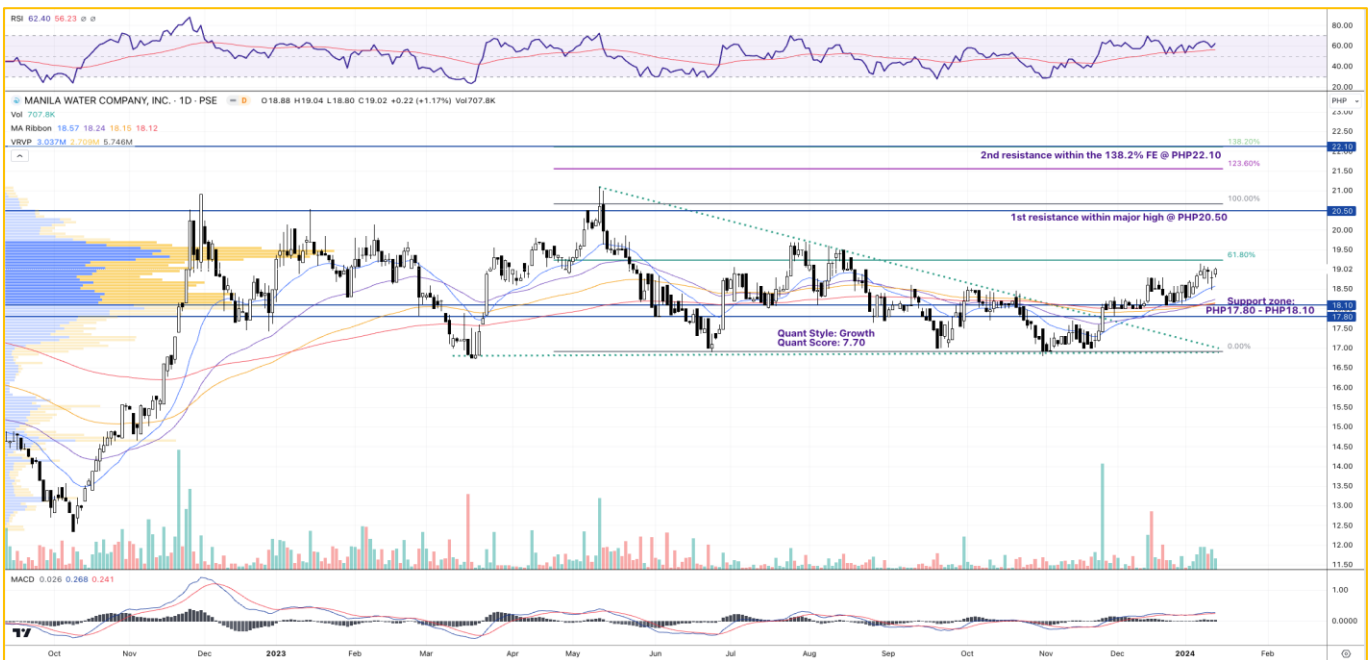 RSI 62.40 56.23 ø ø
80.00
60.00
40.00
20.00
MANILA WATER COMPANY, INC. · 1D · PSE D O18.88 H19.04 L18.80 C19.02 +0.22 (+1.17%) Vol707.8K
PHP
Vol 707.8K
MA Ribbon 18.57 18.24 18.15 18.12
VRVP 3.037M 2.709M 5.746M
23.00
22.50
138.20%
22.10
2nd resistance within the 138.2% FE @ PHP22.10
22.00
123.60%
21.50
21.00
100.00%
20.50
1st resistance within major high @ PHP20.50
20.00
19.50
61.80%
19.02
18.50
Support zone:
PHP17.80 - PHP18.10
18.10
17.80
17.50
Quant Style: Growth
Quant Score: 7.70
0.00%
17.00
16.50
16.00
15.50
15.00
14.50
14.00
13.50
13.00
12.50
12.00
11.50
MACD 0.026 0.268 0.241
1.00
0.0000
Oct Nov Dec 2023 Feb Mar Apr May Jun Jul Aug Sep Oct Nov Dec 2024 Feb